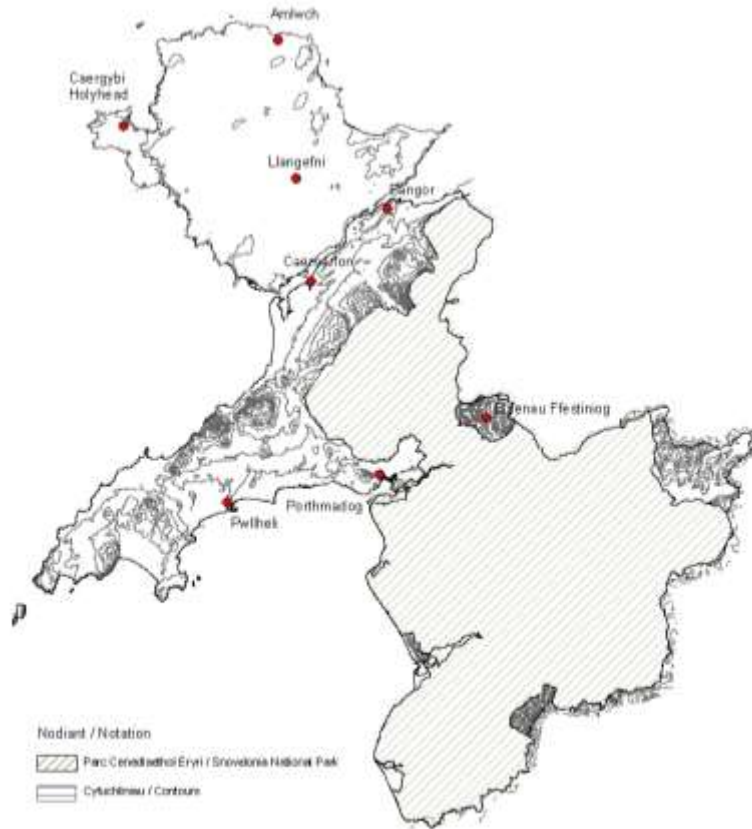 Amlwch
Caergybi
Holyhead
Llangefni
Bangor
Caernarfon
Blaenau Ffestiniog
Porthmadog
Pwllheli
Nodiant / Notation
Parc Cenedlaethol Eryri / Snowdonia National Park
Cyfuchliniau / Contours